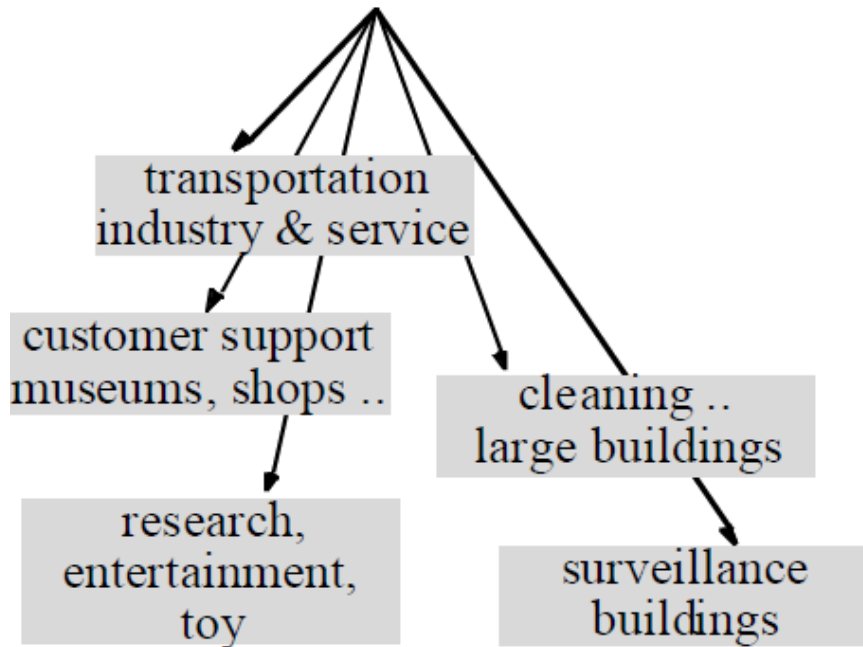 transportation
industry & service
customer support
museums, shops ..
cleaning ..
large buildings
research,
entertainment,
toy
surveillance
buildings